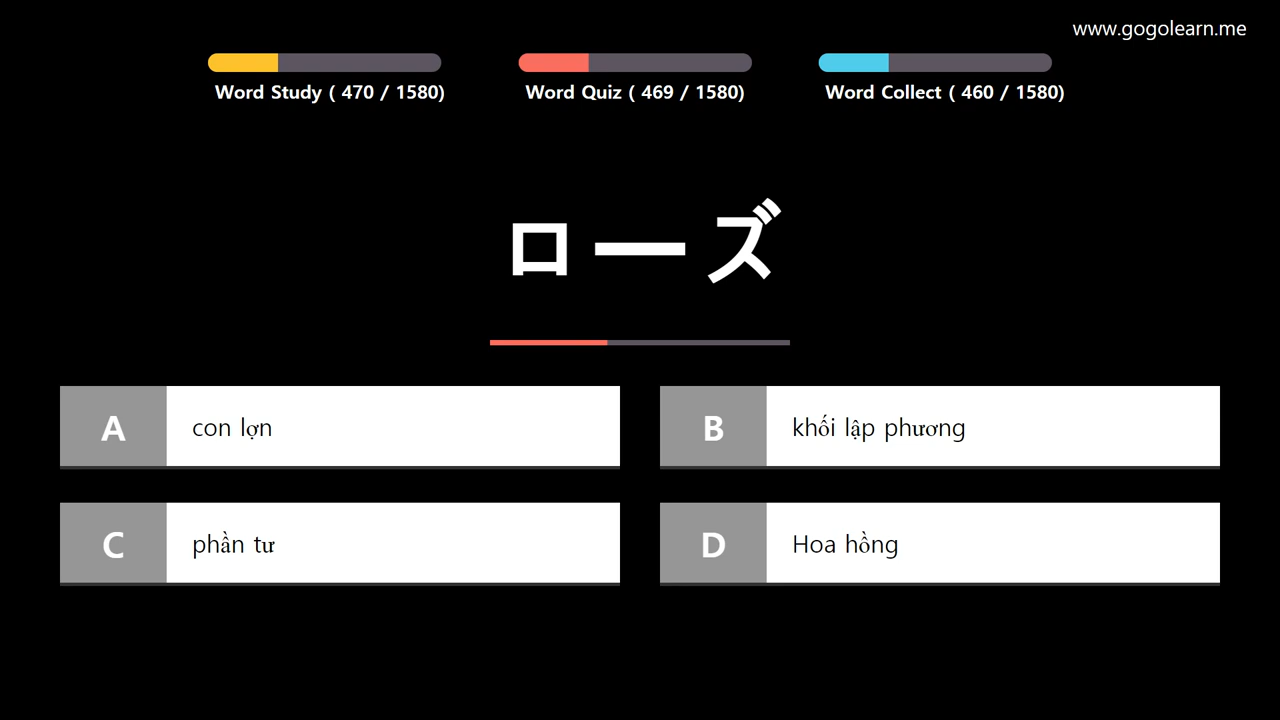 www.gogolearn.me
Word Study ( 470 / 1580)
Word Quiz ( 469 / 1580)
Word Collect ( 460 / 1580)
ローズ
A
con lợn
B
khối lập phương
C
phần tư
D
Hoa hồng